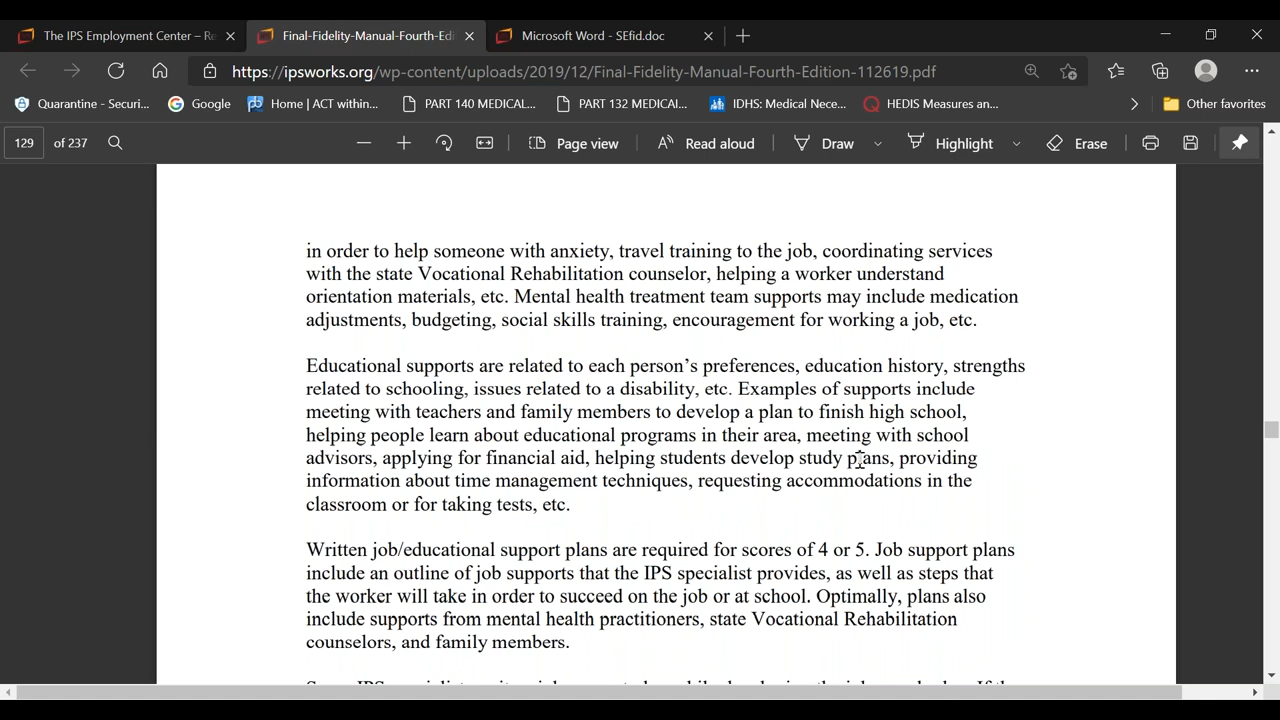 The IPS Employment Center – Re
Final-Fidelity-Manual-Fourth-Edi
Microsoft Word - SEfid.doc
https://ipsworks.org/wp-content/uploads/2019/12/Final-Fidelity-Manual-Fourth-Edition-112619.pdf
Quarantine - Securi...
Google
Home | ACT within...
PART 140 MEDICAL...
PART 132 MEDICAI...
IDHS: Medical Nece...
HEDIS Measures an...
Other favorites
129 of 237
Page view
Read aloud
Draw
Highlight
Erase
in order to help someone with anxiety, travel training to the job, coordinating services
with the state Vocational Rehabilitation counselor, helping a worker understand
orientation materials, etc. Mental health treatment team supports may include medication
adjustments, budgeting, social skills training, encouragement for working a job, etc.
Educational supports are related to each person’s preferences, education history, strengths
related to schooling, issues related to a disability, etc. Examples of supports include
meeting with teachers and family members to develop a plan to finish high school,
helping people learn about educational programs in their area, meeting with school
advisors, applying for financial aid, helping students develop study plans, providing
information about time management techniques, requesting accommodations in the
classroom or for taking tests, etc.
Written job/educational support plans are required for scores of 4 or 5. Job support plans
include an outline of job supports that the IPS specialist provides, as well as steps that
the worker will take in order to succeed on the job or at school. Optimally, plans also
include supports from mental health practitioners, state Vocational Rehabilitation
counselors, and family members.